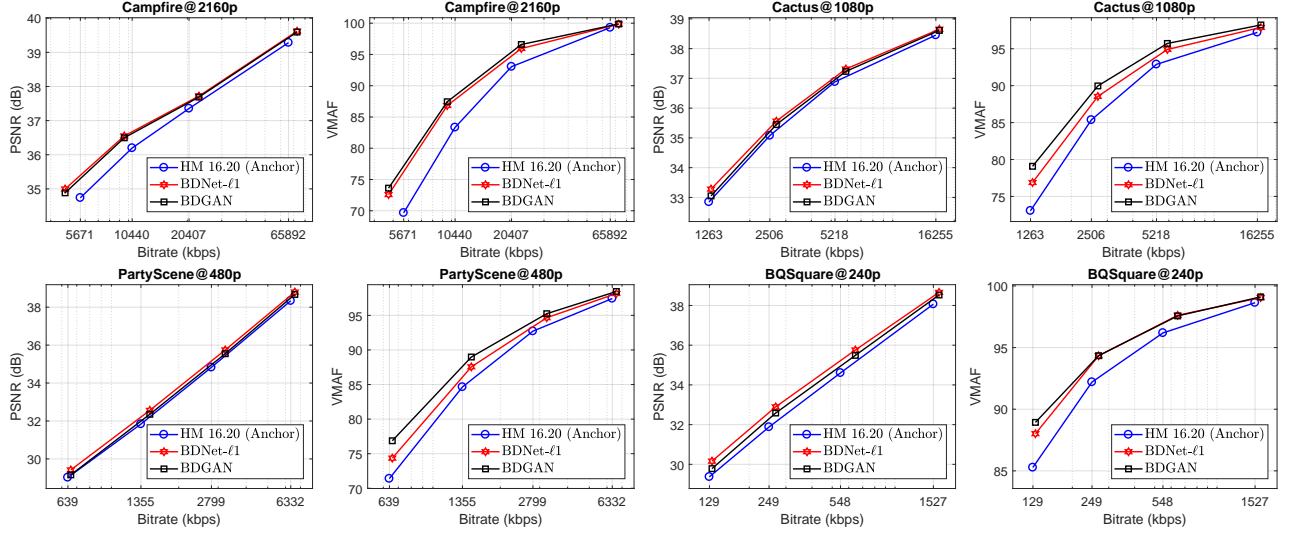 Campfire@2160p
40
39
38
37
36
35
PSNR (dB)
HM 16.20 (Anchor)
BDNet-ℓ1
BDGAN
5671 10440 20407 65892
Bitrate (kbps)
Campfire@2160p
100
95
90
85
80
75
70
VMAF
HM 16.20 (Anchor)
BDNet-ℓ1
BDGAN
5671 10440 20407 65892
Bitrate (kbps)
Cactus@1080p
39
38
37
36
35
34
33
PSNR (dB)
HM 16.20 (Anchor)
BDNet-ℓ1
BDGAN
1263 2506 5218 16255
Bitrate (kbps)
Cactus@1080p
95
90
85
80
75
VMAF
HM 16.20 (Anchor)
BDNet-ℓ1
BDGAN
1263 2506 5218 16255
Bitrate (kbps)
PartyScene@480p
38
36
34
32
30
PSNR (dB)
HM 16.20 (Anchor)
BDNet-ℓ1
BDGAN
639 1355 2799 6332
Bitrate (kbps)
PartyScene@480p
95
90
85
80
75
70
VMAF
HM 16.20 (Anchor)
BDNet-ℓ1
BDGAN
639 1355 2799 6332
Bitrate (kbps)
BQSquare@240p
38
36
34
32
30
PSNR (dB)
HM 16.20 (Anchor)
BDNet-ℓ1
BDGAN
129 249 548 1527
Bitrate (kbps)
BQSquare@240p
100
95
90
85
VMAF
HM 16.20 (Anchor)
BDNet-ℓ1
BDGAN
129 249 548 1527
Bitrate (kbps)